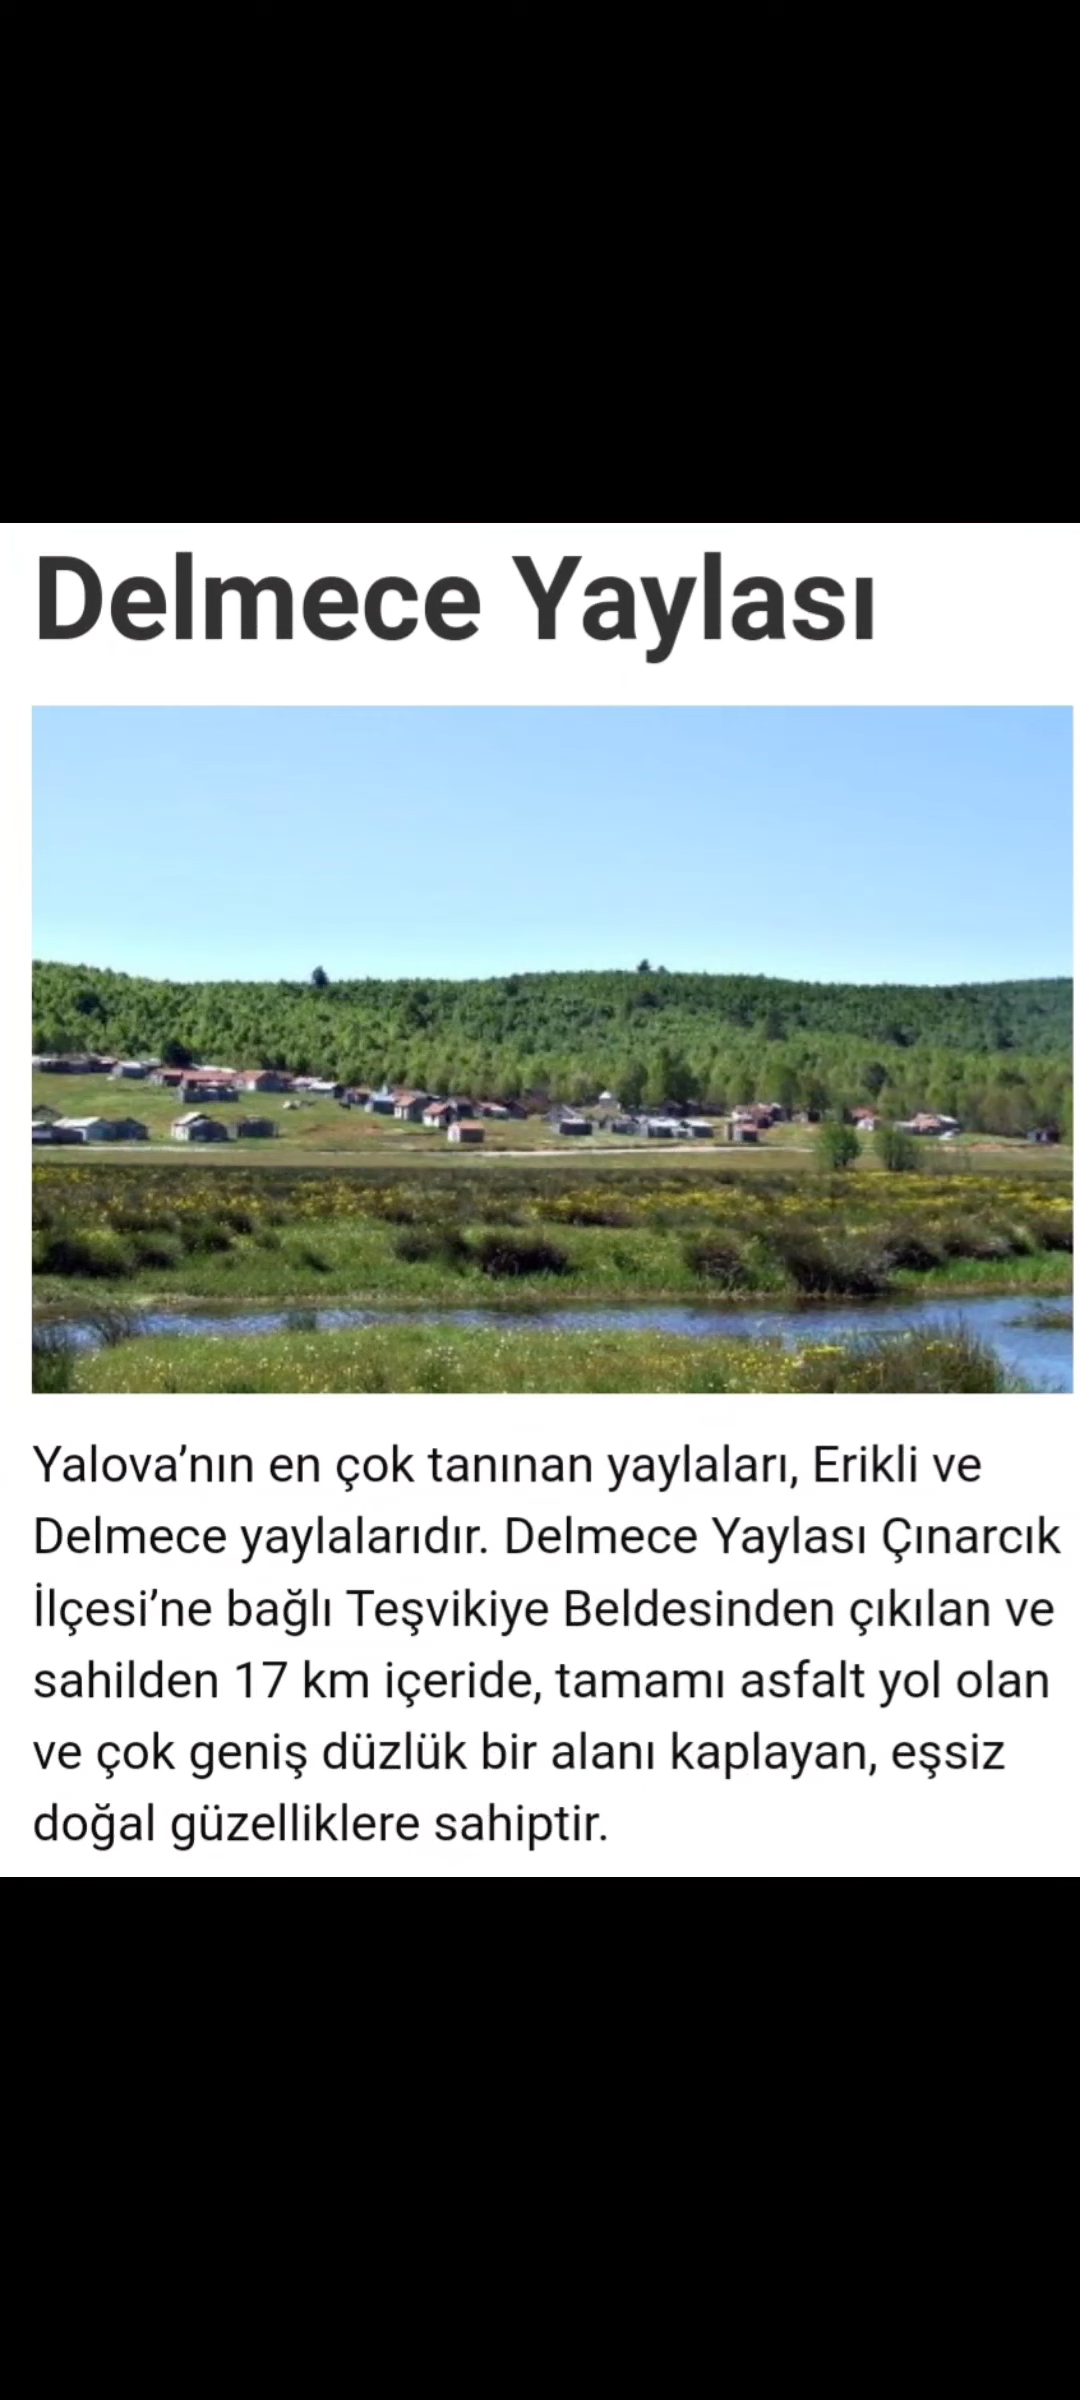 Delmece Yaylası
Yalova’nın en çok tanınan yaylaları, Erikli ve
Delmece yaylalarıdır. Delmece Yaylası Çınarcık
İlçesi’ne bağlı Teşvikiye Beldesinden çıkılan ve
sahilden 17 km içeride, tamamı asfalt yol olan
ve çok geniş düzlük bir alanı kaplayan, eşsiz
doğal güzelliklere sahiptir.